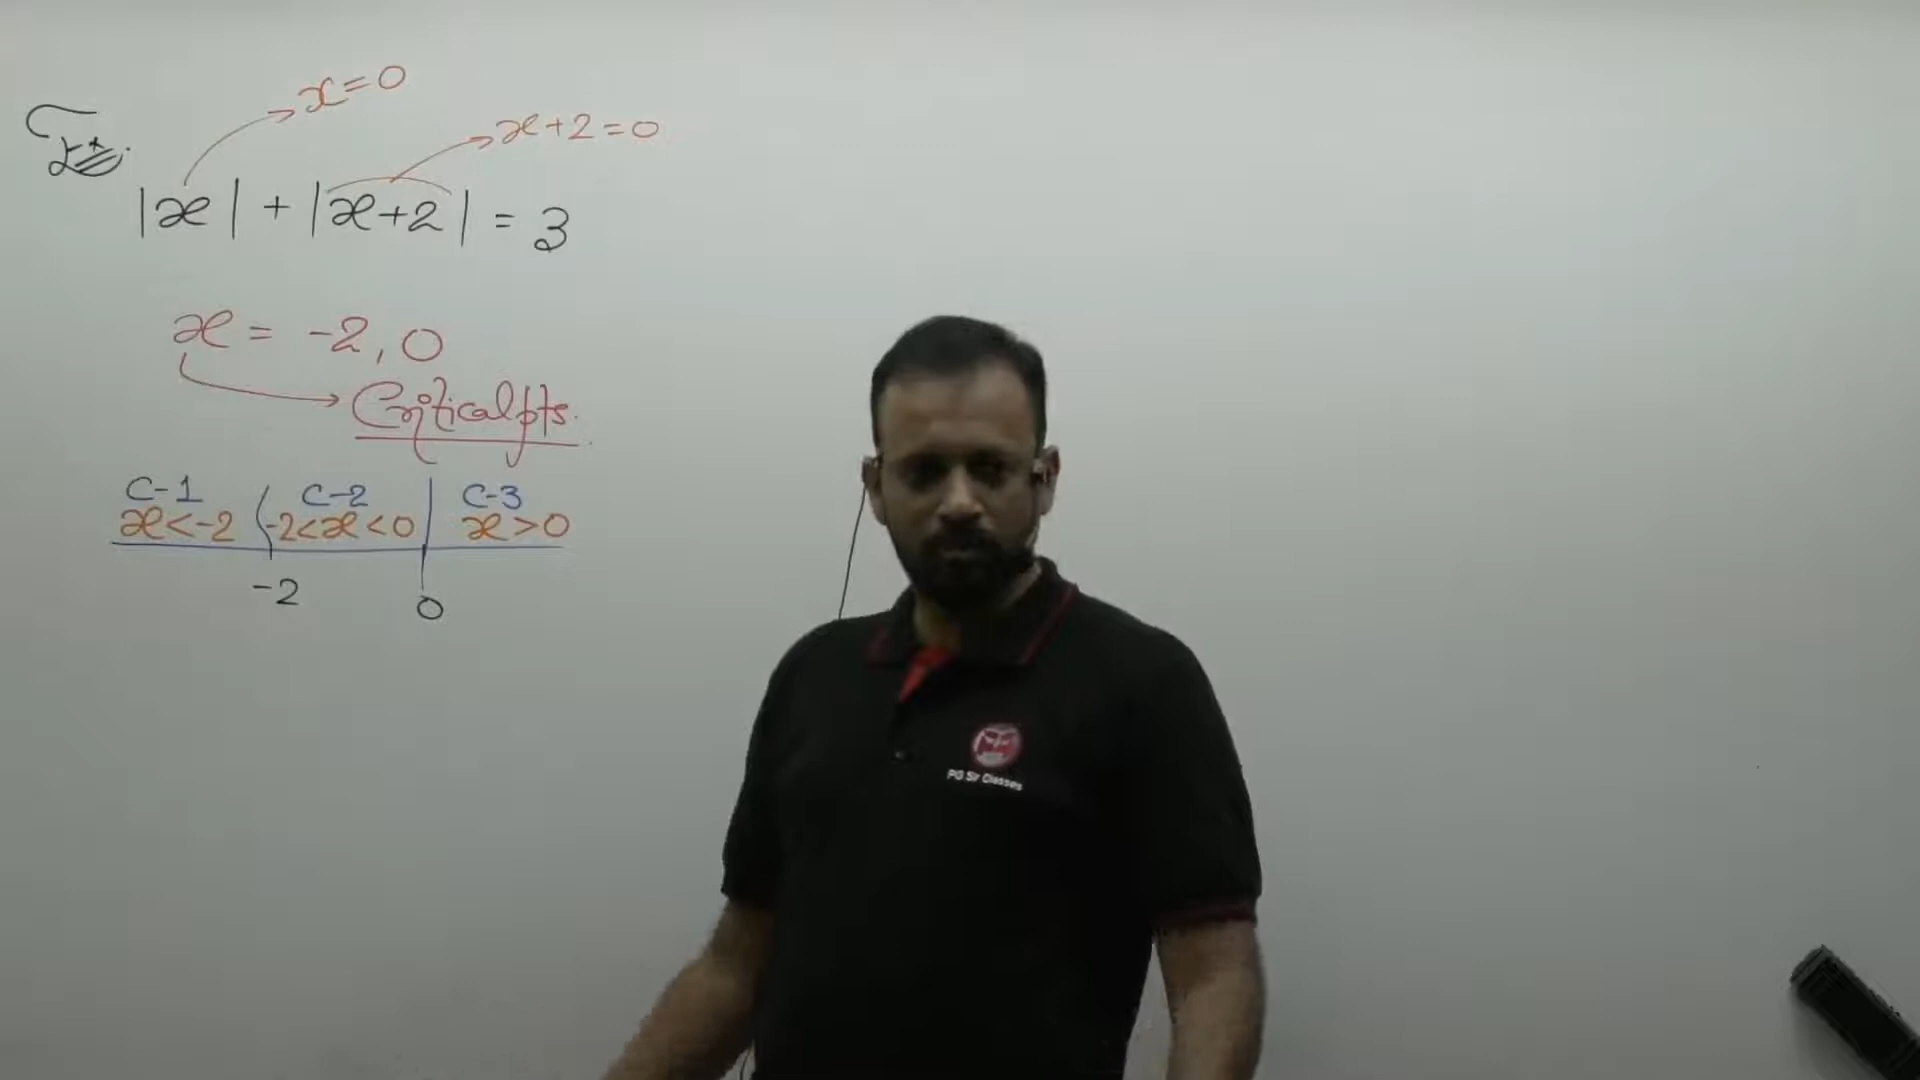 x=0
x+2=0
Ex.
|x| + |x+2| = 3
x = -2, 0
Critical pts.
C-1 C-2 C-3
x<-2 -2<x<0 x>0
-2 0
PG Sir Classes